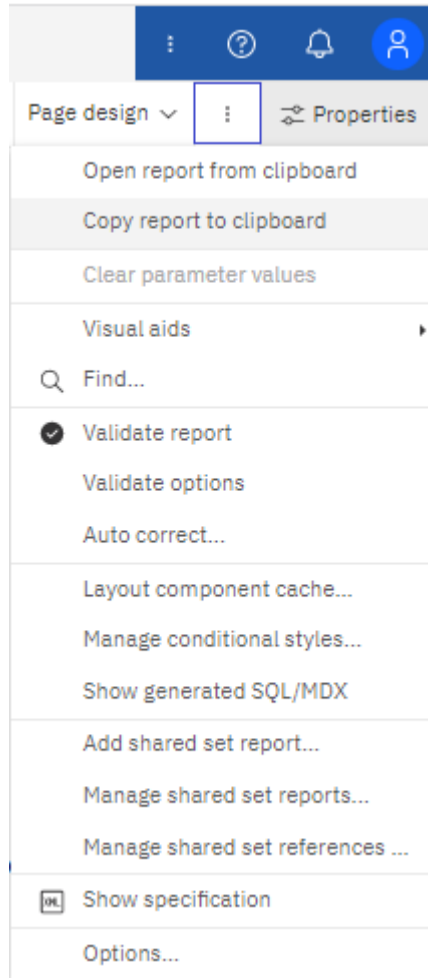 Page design
Properties
Open report from clipboard
Copy report to clipboard
Clear parameter values
Visual aids
Find...
Validate report
Validate options
Auto correct...
Layout component cache...
Manage conditional styles...
Show generated SQL/MDX
Add shared set report...
Manage shared set reports...
Manage shared set references ...
Show specification
Options...